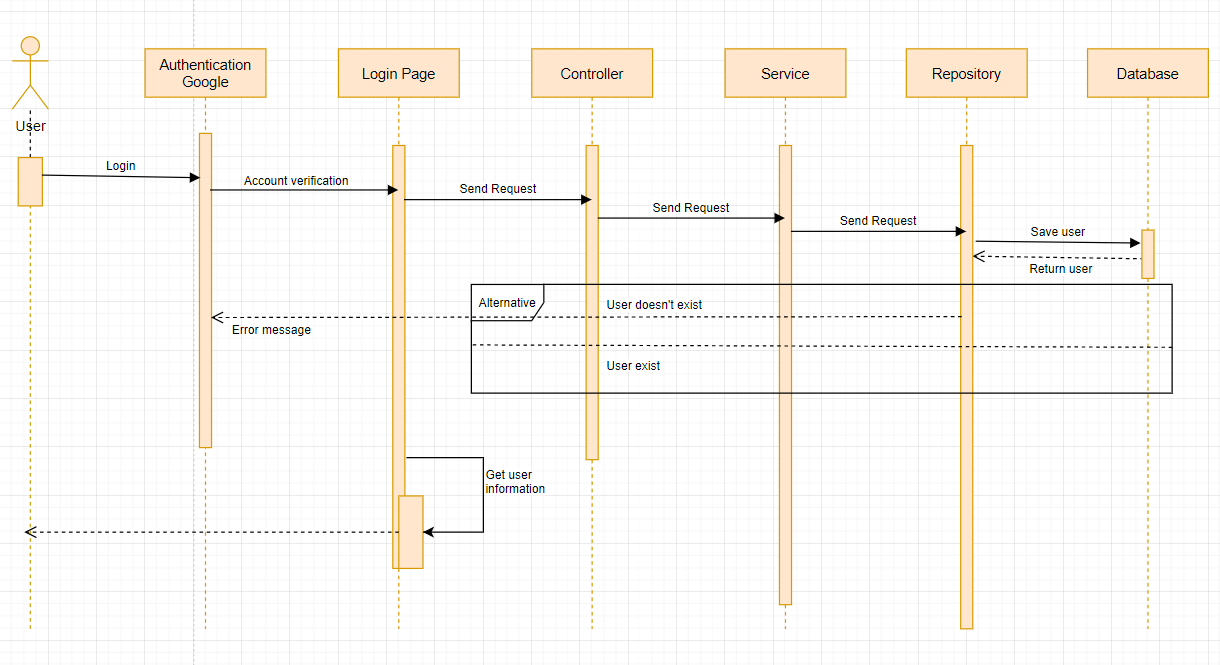 User
Authentication
Google
Login Page
Controller
Service
Repository
Database
Login
Account verification
Send Request
Send Request
Send Request
Save user
Return user
Alternative
User doesn't exist
Error message
User exist
Get user
information